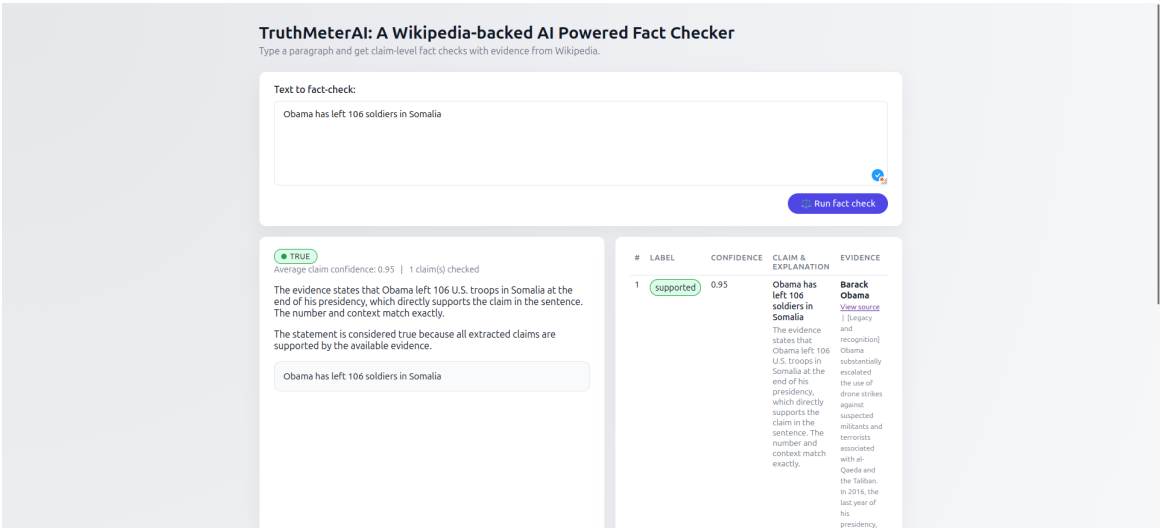 TruthMeterAI: A Wikipedia-backed AI Powered Fact Checker
Type a paragraph and get claim-level fact checks with evidence from Wikipedia.
Text to fact-check:
Obama has left 106 soldiers in Somalia
Run fact check
TRUE
Average claim confidence: 0.95 | 1 claim(s) checked
The evidence states that Obama left 106 U.S. troops in Somalia at the
end of his presidency, which directly supports the claim in the sentence.
The number and context match exactly.
The statement is considered true because all extracted claims are
supported by the available evidence.
Obama has left 106 soldiers in Somalia
# LABEL CONFIDENCE CLAIM & EVIDENCE
EXPLANATION
1 supported 0.95
Obama has
left 106
soldiers in
Somalia
The evidence
states that
Obama left 106
U.S. troops in
Somalia at the
end of his
presidency,
which directly
supports the
claim in the
sentence. The
number and
context match
exactly.
Barack
Obama
View source
| [Legacy
and
recognition]
Obama
substantially
escalated
the use of
drone strikes
against
suspected
militants and
terrorists
associated
with al-
Qaeda and
the Taliban.
In 2016, the
last year of
his
presidency,